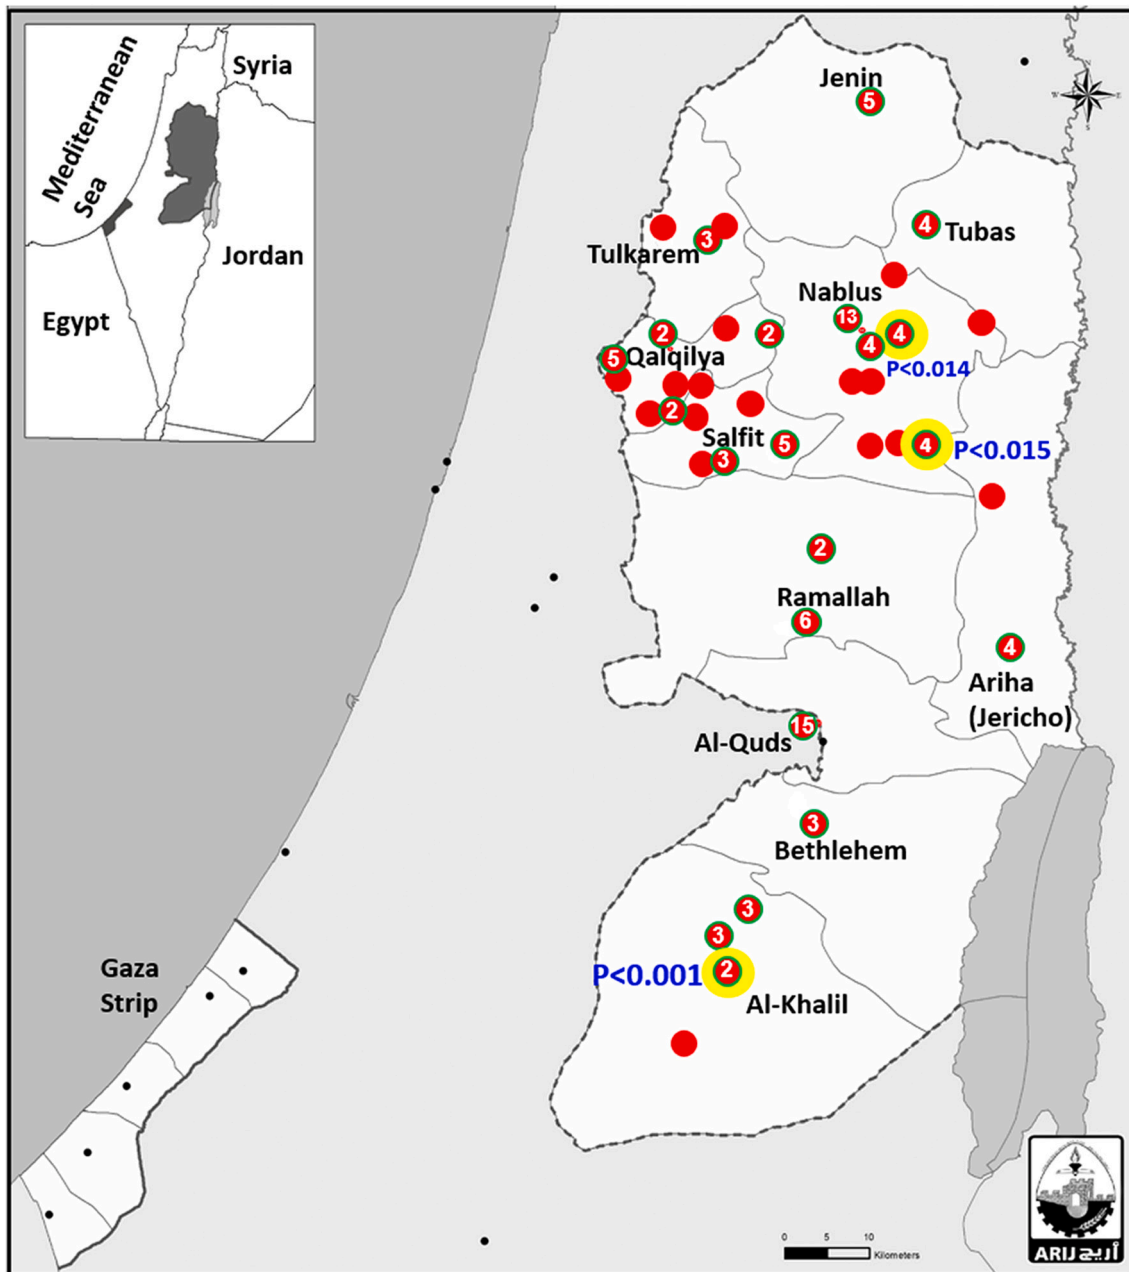 Mediterranean
Sea
Syria
Jordan
Egypt
N
W
E
S
Jenin
5
4
Tubas
3
Tulkarem
Nablus
13
2
2
4
5
Qalqilya
4
P<0.014
2
Salfit
5
4
P<0.015
3
2
Ramallah
6
4
Ariha
(Jericho)
15
Al-Quds
3
Bethlehem
3
3
P<0.001
2
Al-Khalil
Gaza
Strip
0
5
10
Kilometers
ARIJ أريج